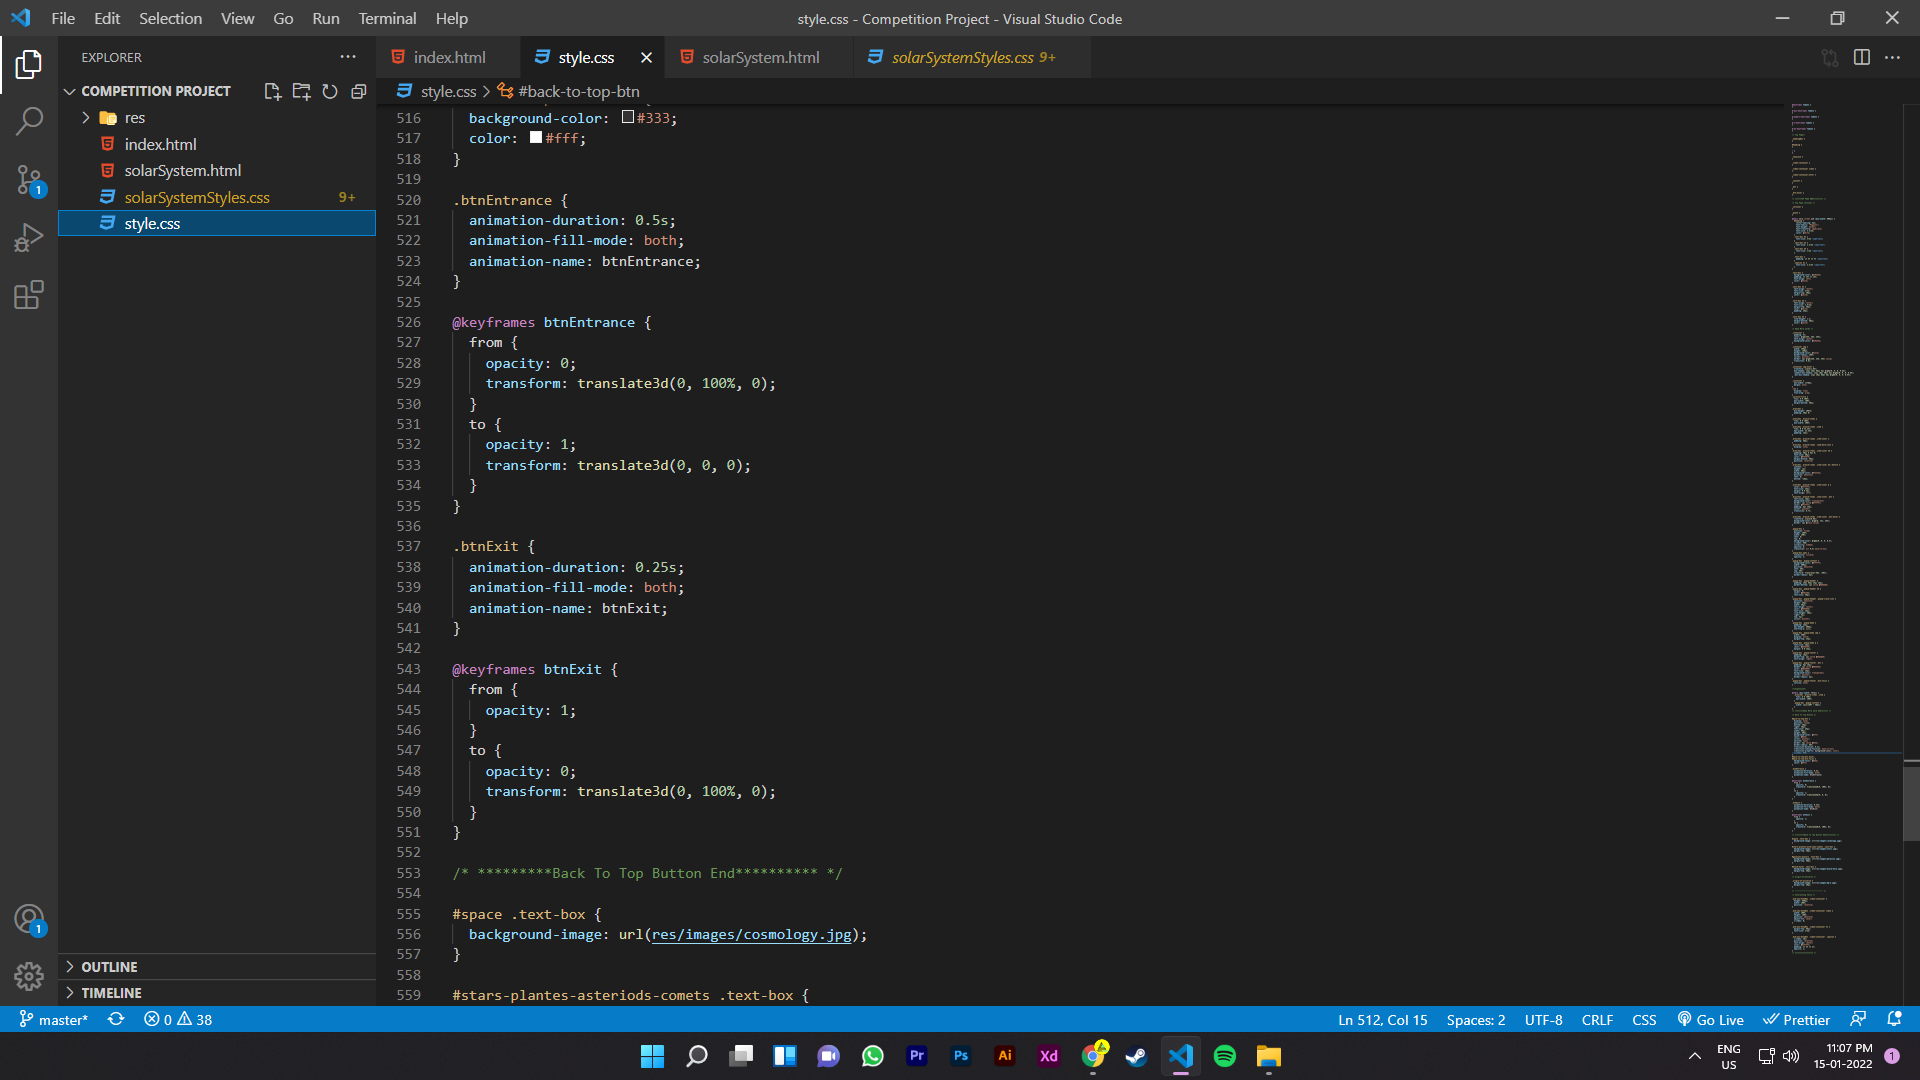 File Edit Selection View Go Run Terminal Help
style.css - Competition Project - Visual Studio Code
EXPLORER
index.html
style.css
solarSystem.html
solarSystemStyles.css 9+
COMPETITION PROJECT
style.css > #back-to-top-btn
res
index.html
solarSystem.html
solarSystemStyles.css 9+
style.css
516 background-color: #333;
517 color: #fff;
518 }
519
520 .btnEntrance {
521 animation-duration: 0.5s;
522 animation-fill-mode: both;
523 animation-name: btnEntrance;
524 }
525
526 @keyframes btnEntrance {
527 from {
528 opacity: 0;
529 transform: translate3d(0, 100%, 0);
530 }
531 to {
532 opacity: 1;
533 transform: translate3d(0, 0, 0);
534 }
535 }
536
537 .btnExit {
538 animation-duration: 0.25s;
539 animation-fill-mode: both;
540 animation-name: btnExit;
541 }
542
543 @keyframes btnExit {
544 from {
545 opacity: 1;
546 }
547 to {
548 opacity: 0;
549 transform: translate3d(0, 100%, 0);
550 }
551 }
552
553 /* *********Back To Top Button End********** */
554
555 #space .text-box {
556 background-image: url(res/images/cosmology.jpg);
557 }
558
559 #stars-plantes-asteriods-comets .text-box {
1
1
OUTLINE
TIMELINE
master* 0 38
Ln 512, Col 15 Spaces: 2 UTF-8 CRLF CSS Go Live Prettier
Pr Ps Ai Xd
ENG
US
11:07 PM
15-01-2022
1